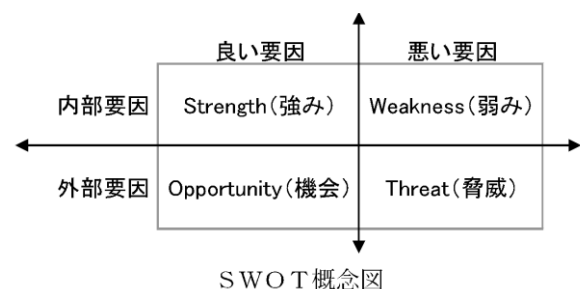 良い要因 悪い要因
内部要因 Strength(強み) Weakness(弱み)
外部要因 Opportunity(機会) Threat(脅威)
ＳＷＯＴ概念図